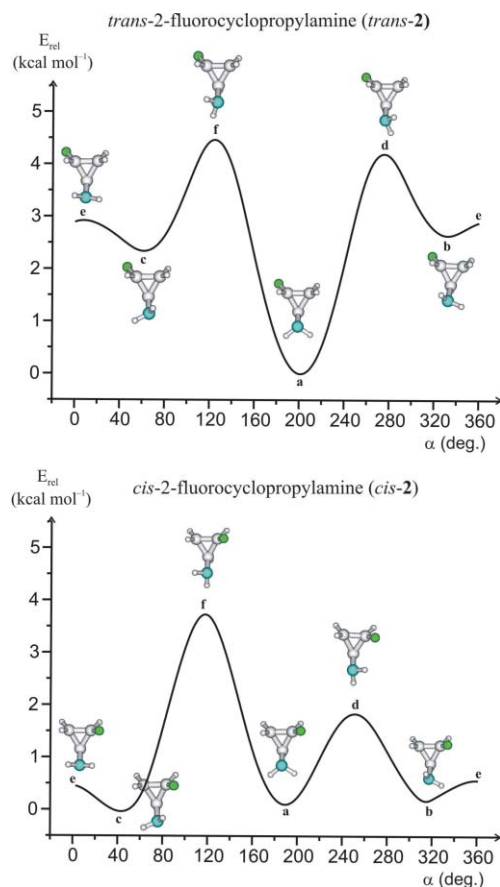 trans-2-fluorocyclopropylamine (trans-2)
E rel
(kcal mol⁻¹)
5
4
3
2
1
0
f
d
e
e
c
b
a
0 40 80 120 160 200 240 280 320 360
α (deg.)
E rel
(kcal mol⁻¹)
cis-2-fluorocyclopropylamine (cis-2)
5
4
3
2
1
0
f
d
e
e
c
a
b
0 40 80 120 160 200 240 280 320 360
α (deg.)